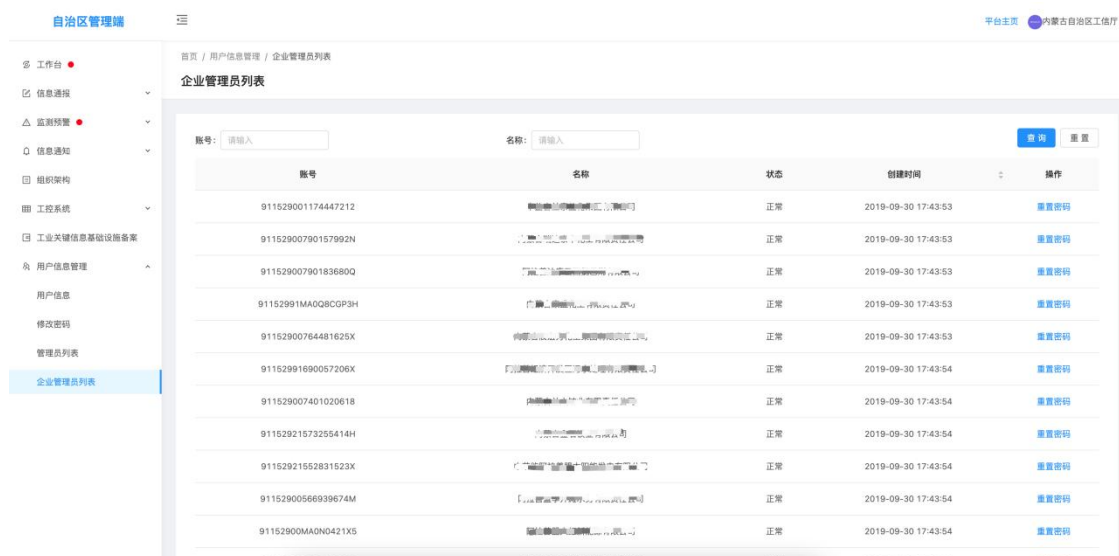 自治区管理端
平台主页 内蒙古自治区工信厅
首页 / 用户信息管理 / 企业管理员列表
企业管理员列表
工作台
信息通报
监测预警
信息通知
组织架构
工控系统
工业关键信息基础设施备案
用户信息管理
用户信息
修改密码
管理员列表
企业管理员列表
账号: 请输入 名称: 请输入 查询 重置
账号 名称 状态 创建时间 操作
911529001174447212 正常 2019-09-30 17:43:53 重置密码
91152900790157992N 正常 2019-09-30 17:43:53 重置密码
91152900790183680Q 正常 2019-09-30 17:43:53 重置密码
91152991MA0Q8CGP3H 正常 2019-09-30 17:43:53 重置密码
91152900764481625X 正常 2019-09-30 17:43:53 重置密码
91152991690057206X 正常 2019-09-30 17:43:54 重置密码
911529007401020618 正常 2019-09-30 17:43:54 重置密码
91152921573255414H 正常 2019-09-30 17:43:54 重置密码
91152921552831523X 正常 2019-09-30 17:43:54 重置密码
91152900566939674M 正常 2019-09-30 17:43:54 重置密码
91152900MA0N0421X5 正常 2019-09-30 17:43:54 重置密码